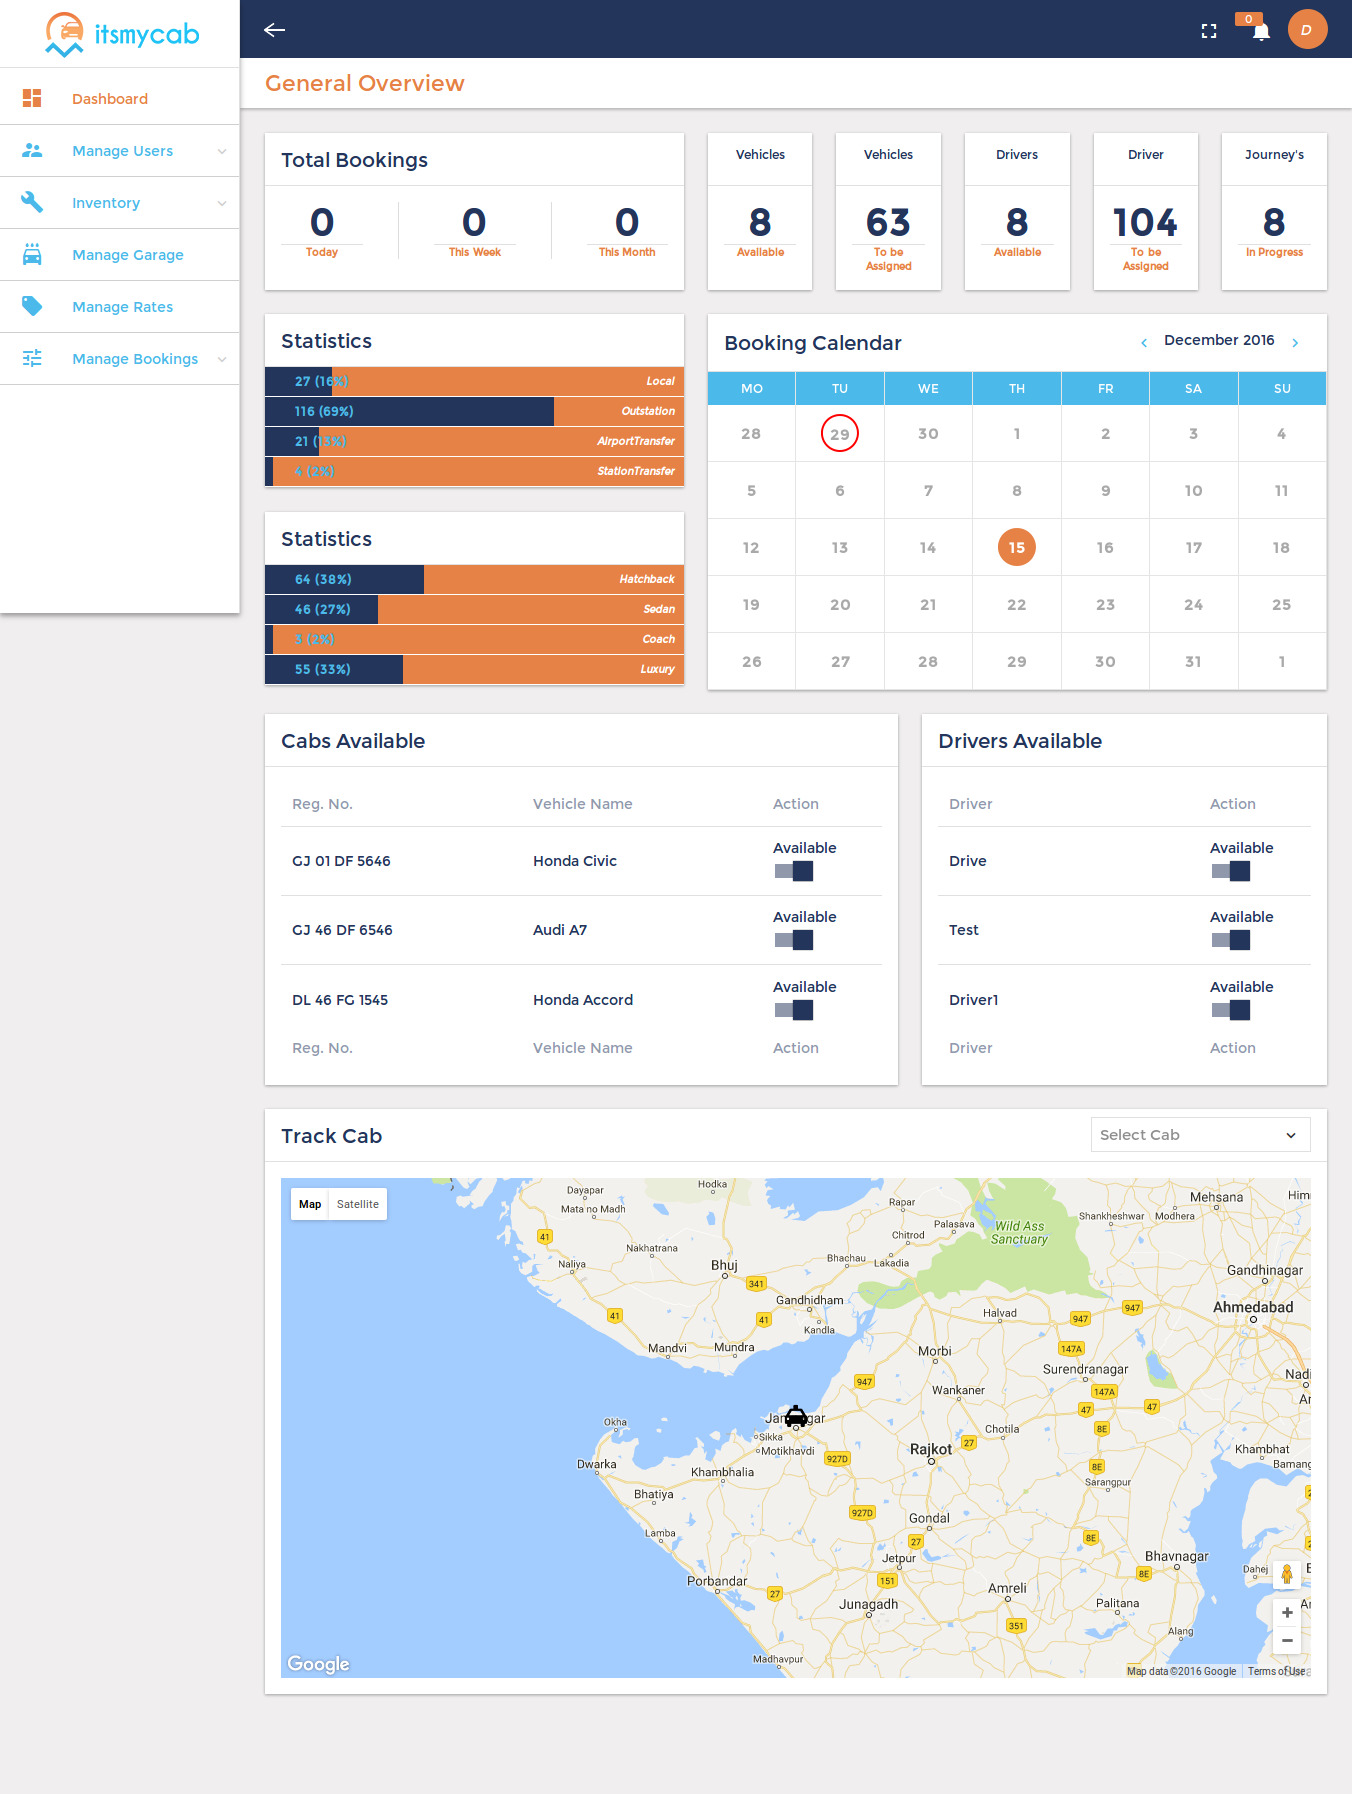 itsmycab
0
D
General Overview
Dashboard
Manage Users
Inventory
Manage Garage
Manage Rates
Manage Bookings
Total Bookings
0 0 0
Today This Week This Month
Vehicles
8
Available
Vehicles
63
To be
Assigned
Drivers
8
Available
Driver
104
To be
Assigned
Journey's
8
In Progress
Statistics
27 (16%) Local
116 (69%) Outstation
21 (13%) AirportTransfer
4 (2%) StationTransfer
Statistics
64 (38%) Hatchback
46 (27%) Sedan
3 (2%) Coach
55 (33%) Luxury
Booking Calendar
December 2016
MO TU WE TH FR SA SU
28 29 30 1 2 3 4
5 6 7 8 9 10 11
12 13 14 15 16 17 18
19 20 21 22 23 24 25
26 27 28 29 30 31 1
Cabs Available
Reg. No. Vehicle Name Action
GJ 01 DF 5646 Honda Civic Available
GJ 46 DF 6546 Audi A7 Available
DL 46 FG 1545 Honda Accord Available
Reg. No. Vehicle Name Action
Drivers Available
Driver Action
Drive Available
Test Available
Driver1 Available
Driver Action
Track Cab
Select Cab
Map Satellite
Hodka
Dayapar
Mata no Madh
Rapar
Mehsana
Him
Shankheshwar Modhera
Palasava
Wild Ass
Sanctuary
Chitrod
41
Nakhatrana
Naliya
Bhuj
Bhachau Lakadia
Gandhinagar
341
Gandhidham
Ahmedabad
947
Halvad
41
41
947
Kandla
Mandvi Mundra
Morbi
147A
Surendranagar
Nadi
947
Wankaner
147A
An
47
47
Okha
Jamnagar
Sikka
Chotila
8E
Motikhavdi
Rajkot
27
Khambhat
927D
Dwarka
Khambhalia
8E
Bamang
Sarangpur
Bhatiya
927D
Gondal
Lamba
27
8E
Jetpur
Bhavnagar
Porbandar
151
8E
Dahej
27
Amreli
Junagadh
Palitana
351
Alang
Madhavpur
Google
Map data ©2016 Google Terms of Use